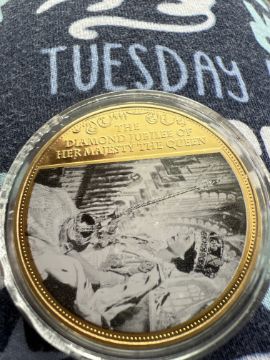 TUESDAY
THE
DIAMOND JUBILEE OF
HER MAJESTY THE QUEEN